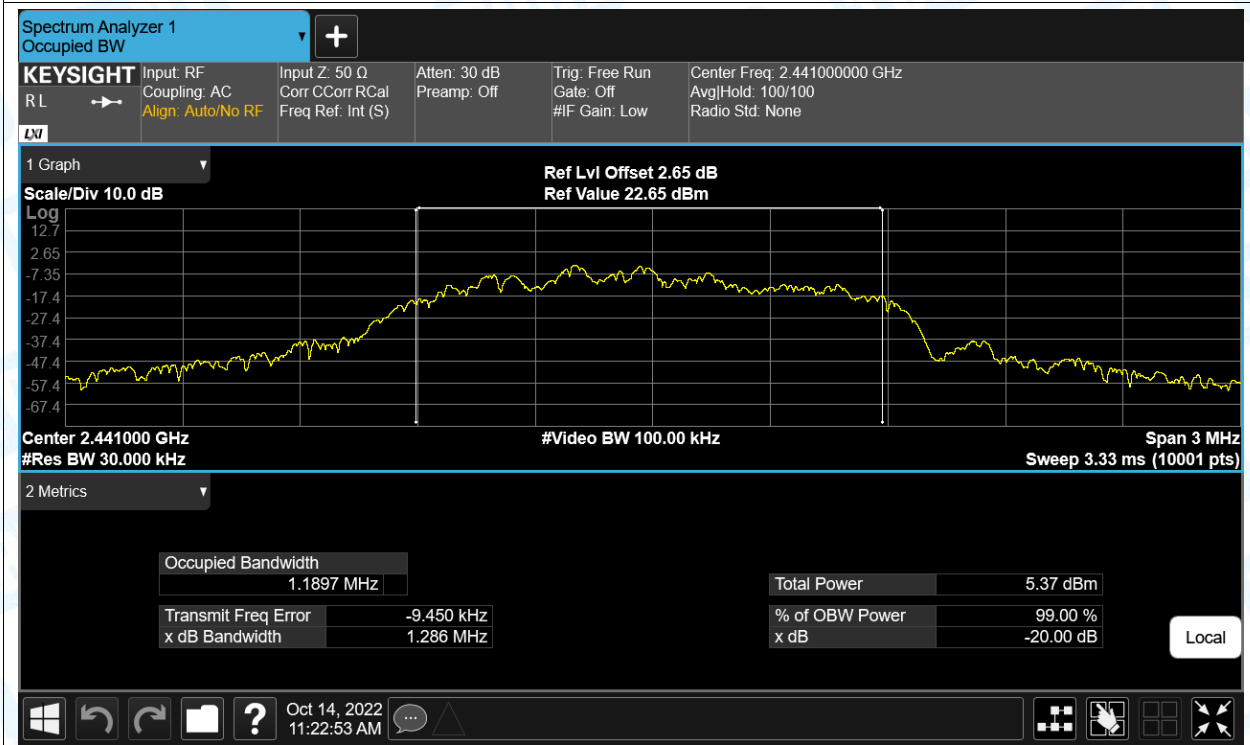 Spectrum Analyzer 1
Occupied BW
KEYSIGHT
R L
LXI
Input: RF
Coupling: AC
Align: Auto/No RF
Input Z: 50 Ω
Corr CCorr RCal
Freq Ref: Int (S)
Atten: 30 dB
Preamp: Off
Trig: Free Run
Gate: Off
#IF Gain: Low
Center Freq: 2.441000000 GHz
Avg|Hold: 100/100
Radio Std: None
1 Graph
Scale/Div 10.0 dB
Ref Lvl Offset 2.65 dB
Ref Value 22.65 dBm
Log
12.7
2.65
-7.35
-17.4
-27.4
-37.4
-47.4
-57.4
-67.4
Center 2.441000 GHz
#Res BW 30.000 kHz
#Video BW 100.00 kHz
Span 3 MHz
Sweep 3.33 ms (10001 pts)
2 Metrics
Occupied Bandwidth
1.1897 MHz
Transmit Freq Error -9.450 kHz
x dB Bandwidth 1.286 MHz
Total Power 5.37 dBm
% of OBW Power 99.00 %
x dB -20.00 dB
Local
?
Oct 14, 2022
11:22:53 AM